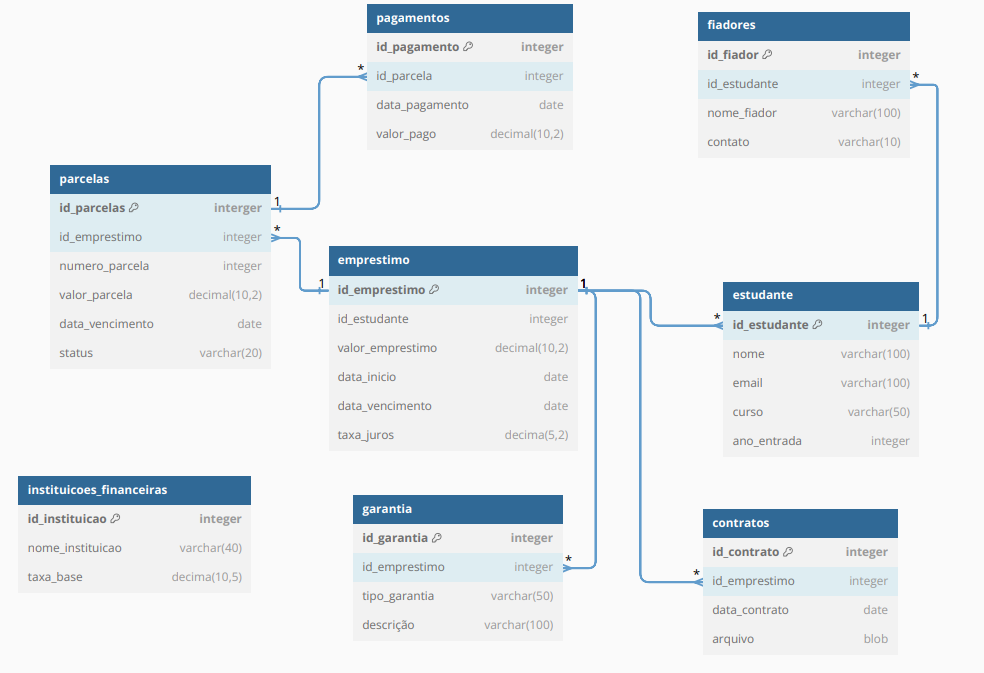 pagamentos
id_pagamento integer
* id_parcela integer
data_pagamento date
valor_pago decimal(10,2)
fiadores
id_fiador integer
id_estudante integer *
nome_fiador varchar(100)
contato varchar(10)
parcelas
id_parcelas interger 1
id_emprestimo integer *
numero_parcela integer
valor_parcela decimal(10,2)
data_vencimento date
status varchar(20)
emprestimo
1 id_emprestimo integer 1
id_estudante integer
valor_emprestimo decimal(10,2)
data_inicio date
data_vencimento date
taxa_juros decima(5,2)
estudante
* id_estudante integer 1
nome varchar(100)
email varchar(100)
curso varchar(50)
ano_entrada integer
instituicoes_financeiras
id_instituicao integer
nome_instituicao varchar(40)
taxa_base decima(10,5)
garantia
id_garantia integer
id_emprestimo integer *
tipo_garantia varchar(50)
descrição varchar(100)
contratos
id_contrato integer
* id_emprestimo integer
data_contrato date
arquivo blob